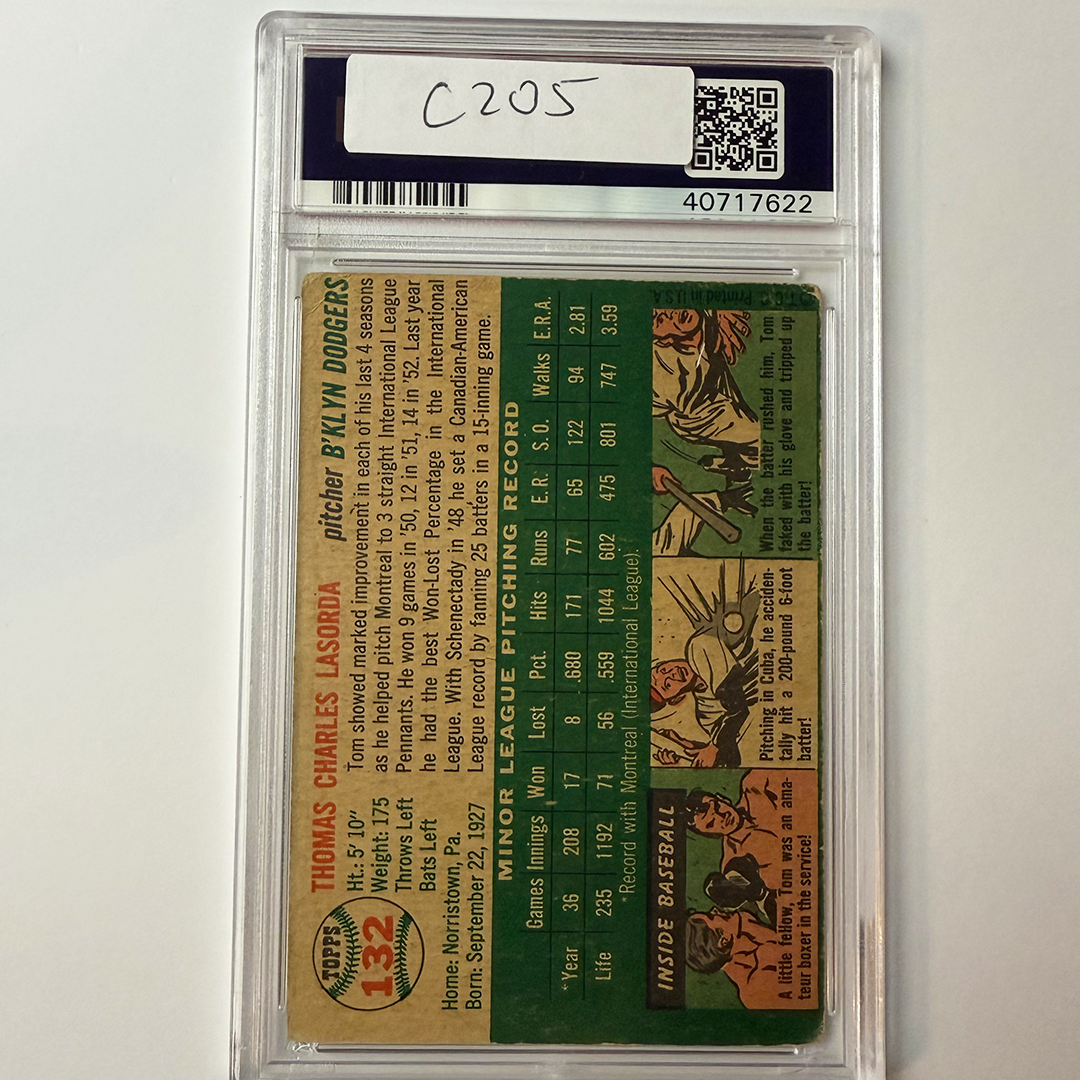 C205
40717622
TOPPS
132
THOMAS CHARLES LASORDA
pitcher B'KLYN DODGERS
Ht.: 5' 10"
Weight: 175
Throws Left
Bats Left
Home: Norristown, Pa.
Born: September 22, 1927
Tom showed marked improvement in each of his last 4 seasons
as he helped pitch Montreal to 3 straight International League
Pennants. He won 9 games in '50, 12 in '51, 14 in '52. Last year
he had the best Won-Lost Percentage in the International
League. With Schenectady in '48 he set a Canadian-American
League record by fanning 25 batters in a 15-inning game.
MINOR LEAGUE PITCHING RECORD
Games Innings Won Lost Pct. Hits Runs E.R. S.O. Walks E.R.A.
*Year 36 208 17 8 .680 171 77 65 122 94 2.81
Life 235 1192 71 56 .559 1044 602 475 801 747 3.59
*Record with Montreal (International League).
INSIDE BASEBALL
A little fellow, Tom was an ama-
teur boxer in the service!
Pitching in Cuba, he acciden-
tally hit a 200-pound 6-foot
batter!
When the batter rushed him, Tom
faked with his glove and tripped up
the batter!
T.C.G. Printed in U.S.A.